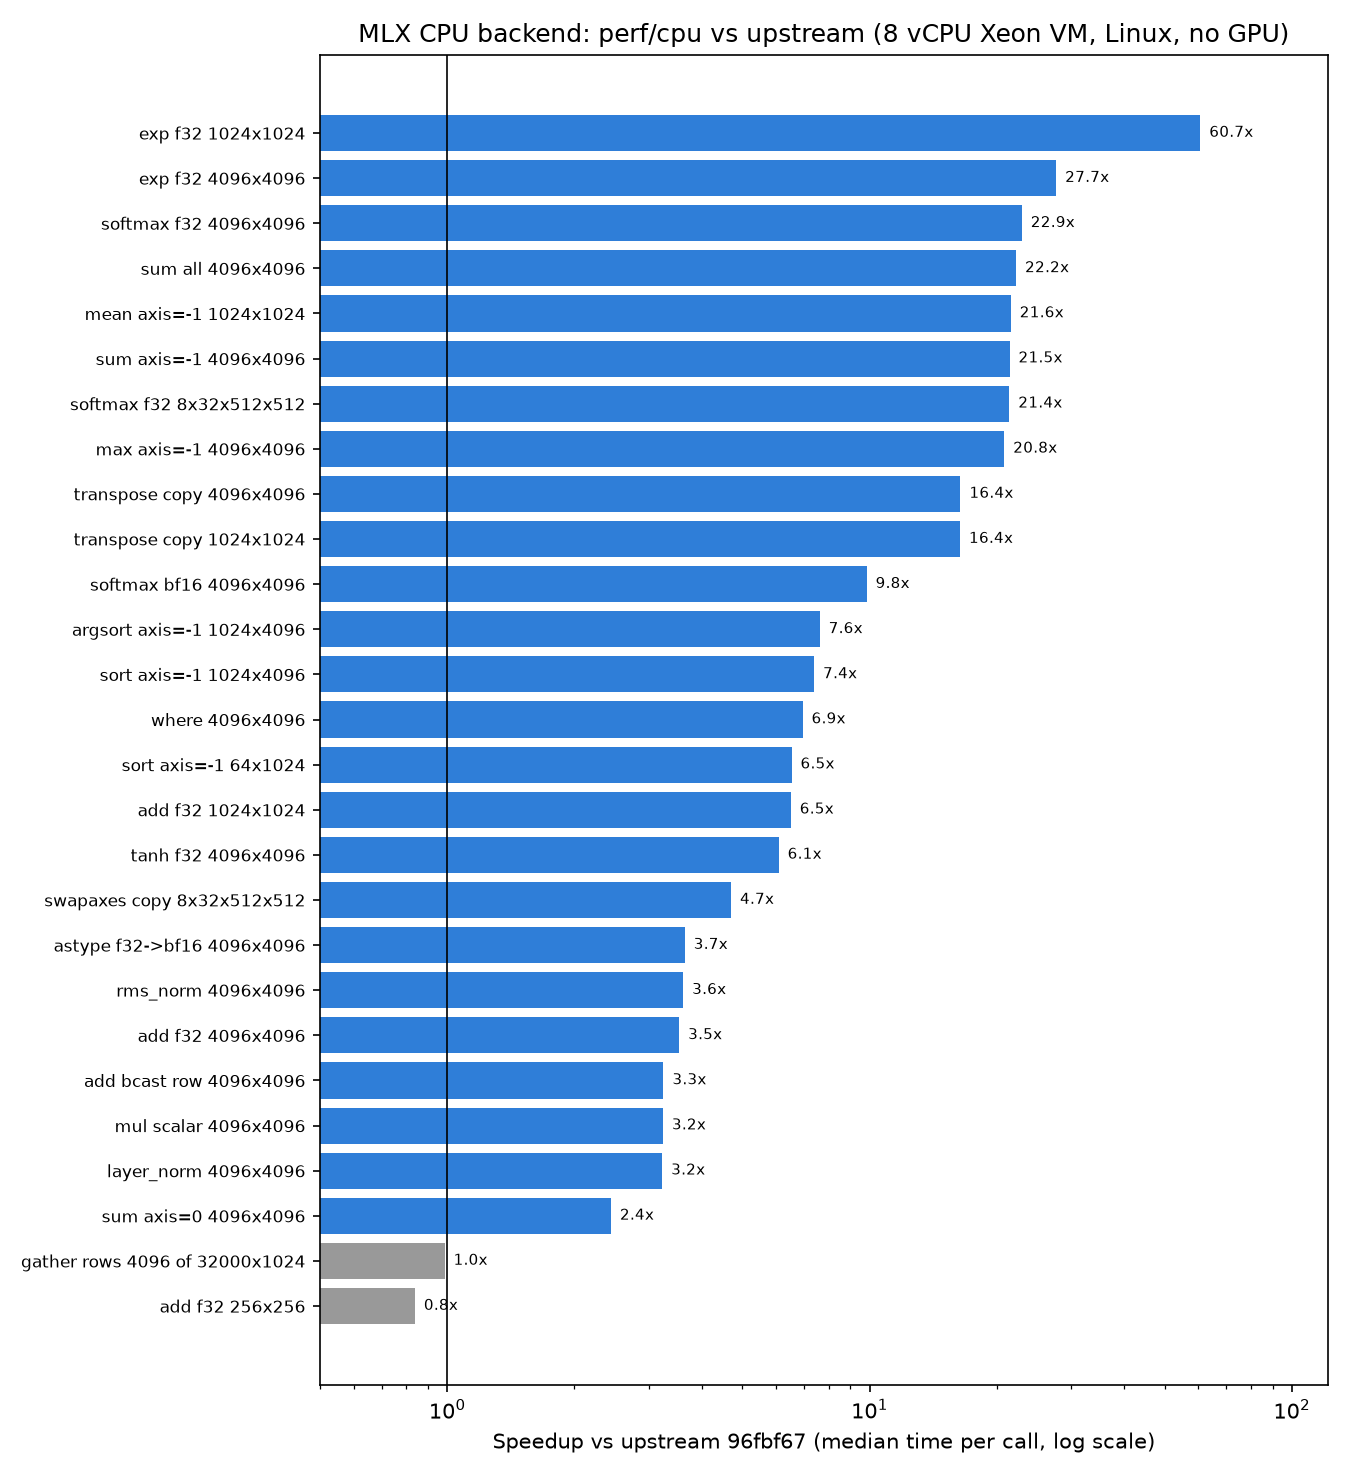 MLX CPU backend: perf/cpu vs upstream (8 vCPU Xeon VM, Linux, no GPU)
exp f32 1024x1024 60.7x
exp f32 4096x4096 27.7x
softmax f32 4096x4096 22.9x
sum all 4096x4096 22.2x
mean axis=-1 1024x1024 21.6x
sum axis=-1 4096x4096 21.5x
softmax f32 8x32x512x512 21.4x
max axis=-1 4096x4096 20.8x
transpose copy 4096x4096 16.4x
transpose copy 1024x1024 16.4x
softmax bf16 4096x4096 9.8x
argsort axis=-1 1024x4096 7.6x
sort axis=-1 1024x4096 7.4x
where 4096x4096 6.9x
sort axis=-1 64x1024 6.5x
add f32 1024x1024 6.5x
tanh f32 4096x4096 6.1x
swapaxes copy 8x32x512x512 4.7x
astype f32->bf16 4096x4096 3.7x
rms_norm 4096x4096 3.6x
add f32 4096x4096 3.5x
add bcast row 4096x4096 3.3x
mul scalar 4096x4096 3.2x
layer_norm 4096x4096 3.2x
sum axis=0 4096x4096 2.4x
gather rows 4096 of 32000x1024 1.0x
add f32 256x256 0.8x
10⁰ 10¹ 10²
Speedup vs upstream 96fbf67 (median time per call, log scale)